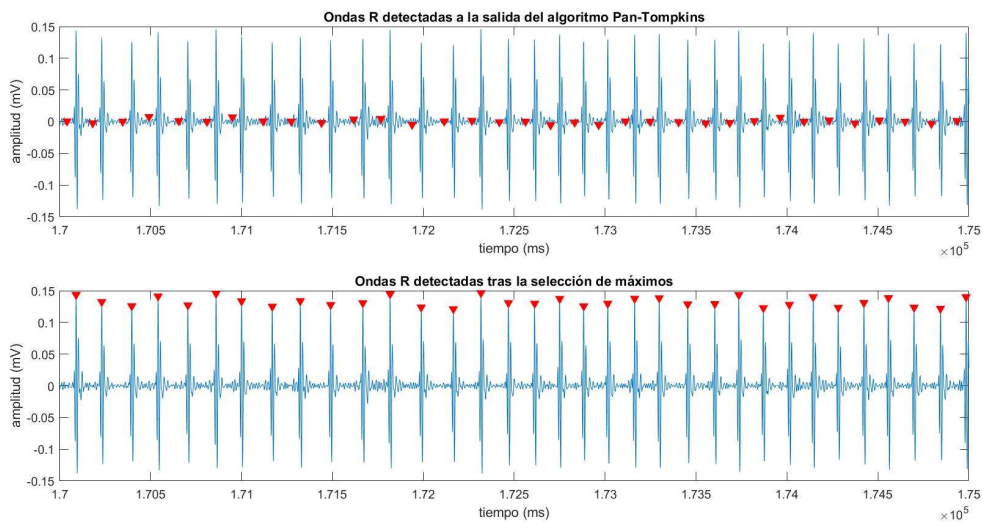 Ondas R detectadas a la salida del algoritmo Pan-Tompkins
0.15
0.1
0.05
0
-0.05
-0.1
0.15
amplitud (mV)
1.7 1.705 1.71 1.715 1.72 1.725 1.73 1.735 1.74 1.745 1.75
tiempo (ms)
×10^5
Ondas R detectadas tras la selección de máximos
0.15
0.1
0.05
0
-0.05
-0.1
-0.15
amplitud (mV)
1.7 1.705 1.71 1.715 1.72 1.725 1.73 1.735 1.74 1.745 1.75
tiempo (ms)
×10^5